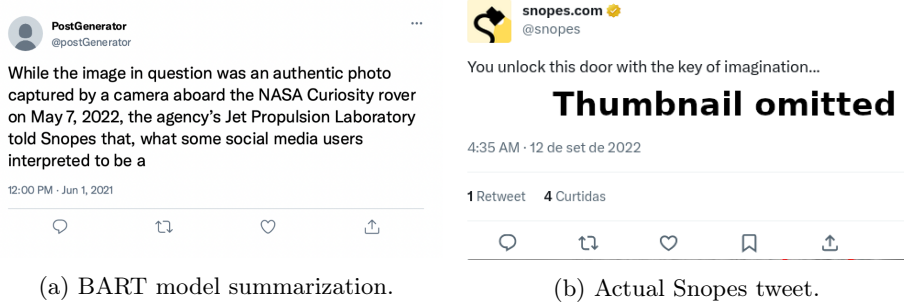 PostGenerator
@postGenerator
While the image in question was an authentic photo
captured by a camera aboard the NASA Curiosity rover
on May 7, 2022, the agency's Jet Propulsion Laboratory
told Snopes that, what some social media users
interpreted to be a
12:00 PM · Jun 1, 2021
(a) BART model summarization.
snopes.com
@snopes
You unlock this door with the key of imagination...
Thumbnail omitted
4:35 AM · 12 de set de 2022
1 Retweet 4 Curtidas
(b) Actual Snopes tweet.